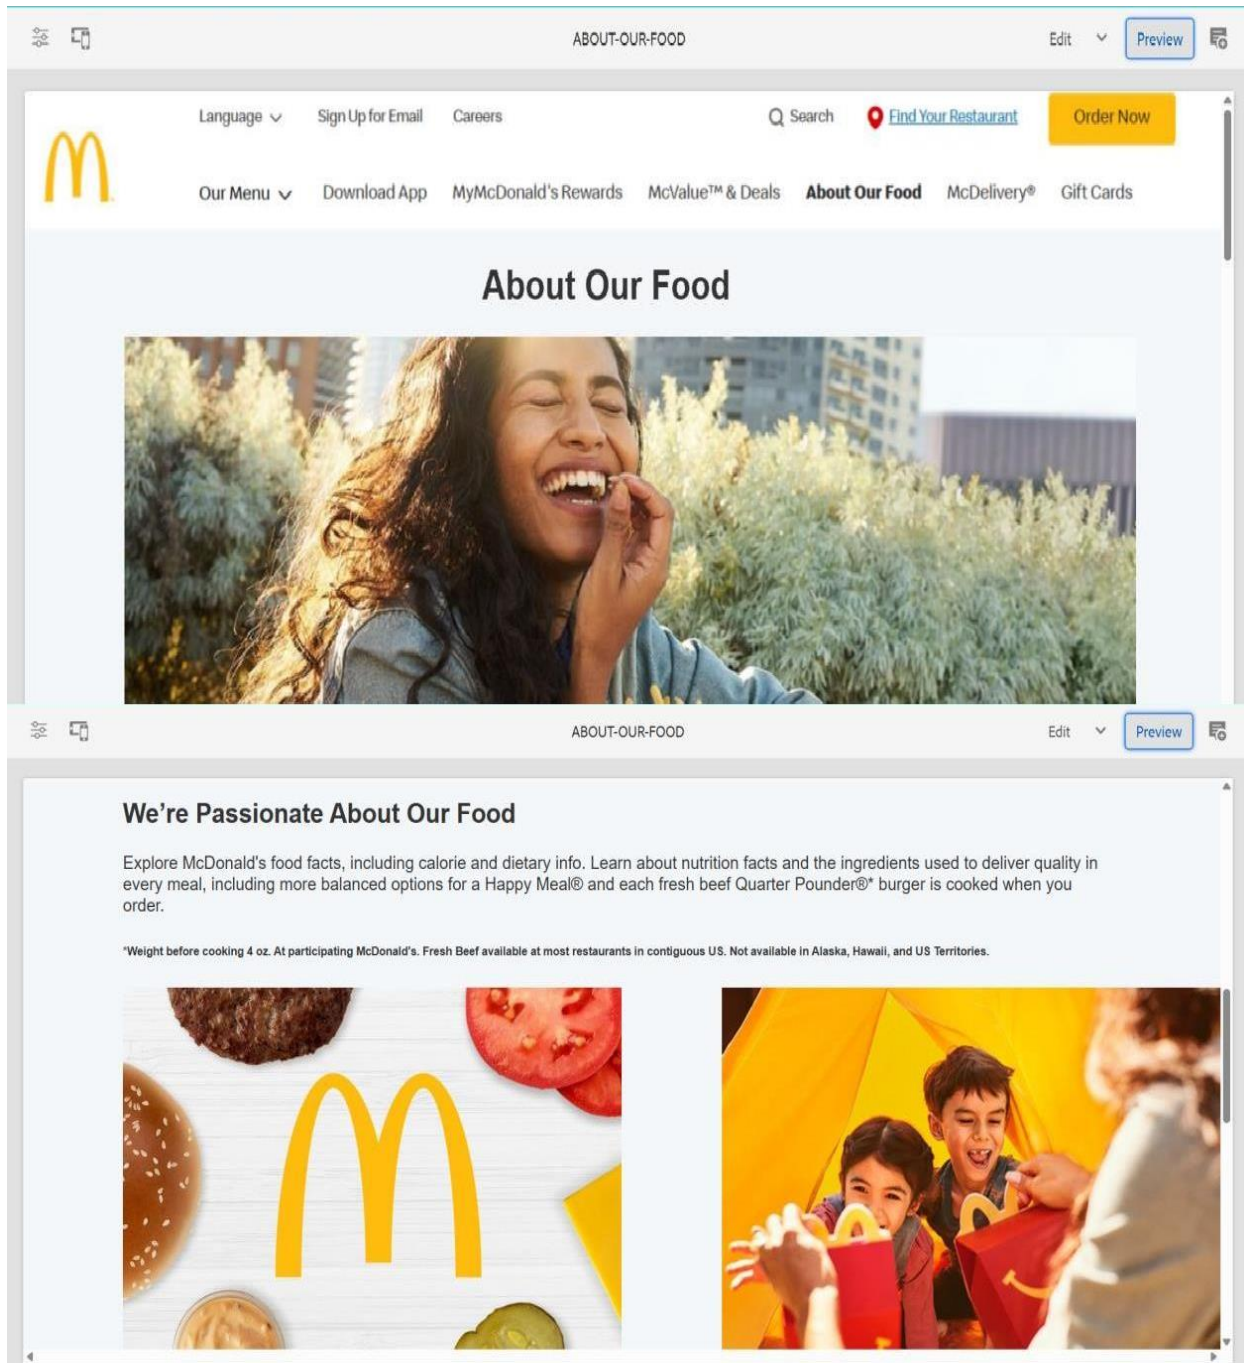 ABOUT-OUR-FOOD
Edit
Preview
Language
Sign Up for Email
Careers
Search
Find Your Restaurant
Order Now
Our Menu
Download App
MyMcDonald's Rewards
McValue™ & Deals
About Our Food
McDelivery®
Gift Cards
About Our Food
ABOUT-OUR-FOOD
Edit
Preview
We're Passionate About Our Food
Explore McDonald's food facts, including calorie and dietary info. Learn about nutrition facts and the ingredients used to deliver quality in
every meal, including more balanced options for a Happy Meal® and each fresh beef Quarter Pounder®* burger is cooked when you
order.
*Weight before cooking 4 oz. At participating McDonald's. Fresh Beef available at most restaurants in contiguous US. Not available in Alaska, Hawaii, and US Territories.